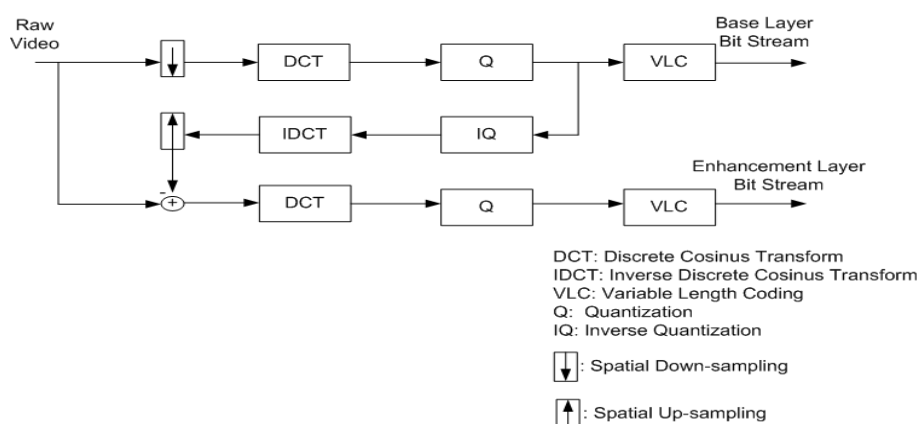 Raw
Video
Base Layer
Bit Stream
DCT
Q
VLC
IDCT
IQ
Enhancement Layer
Bit Stream
-
+
DCT
Q
VLC
DCT: Discrete Cosinus Transform
IDCT: Inverse Discrete Cosinus Transform
VLC: Variable Length Coding
Q: Quantization
IQ: Inverse Quantization
: Spatial Down-sampling
: Spatial Up-sampling